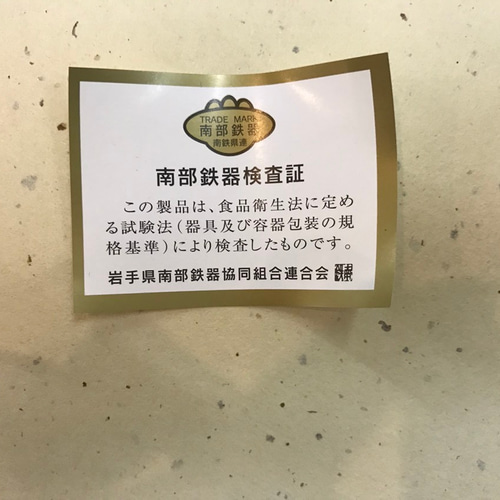 TRADE MARK
南部鉄器
南鉄県連
南部鉄器検査証
この製品は、食品衛生法に定め
る試験法(器具及び容器包装の規
格基準)により検査したものです。
岩手県南部鉄器協同組合連合会